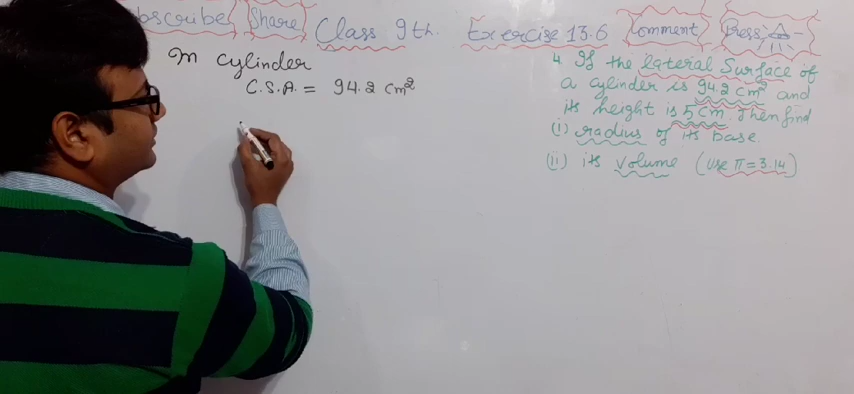 bscribe Share Class 9th. Exercise 13.6 Comment Press
In cylinder
C.S.A. = 94.2 cm²
4 If the lateral Surface of
a cylinder is 94.2 cm² and
its height is 5 cm. Then find
(i) radius of its base.
(ii) its volume (use π = 3.14)